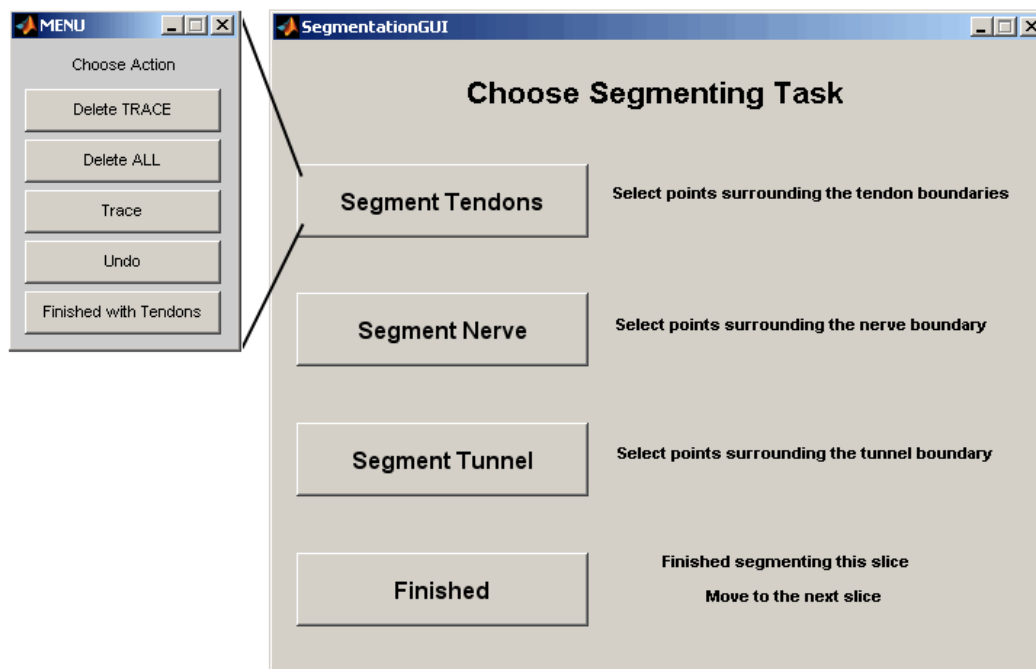 MENU
Choose Action
Delete TRACE
Delete ALL
Trace
Undo
Finished with Tendons
SegmentationGUI
Choose Segmenting Task
Segment Tendons
Select points surrounding the tendon boundaries
Segment Nerve
Select points surrounding the nerve boundary
Segment Tunnel
Select points surrounding the tunnel boundary
Finished
Finished segmenting this slice
Move to the next slice